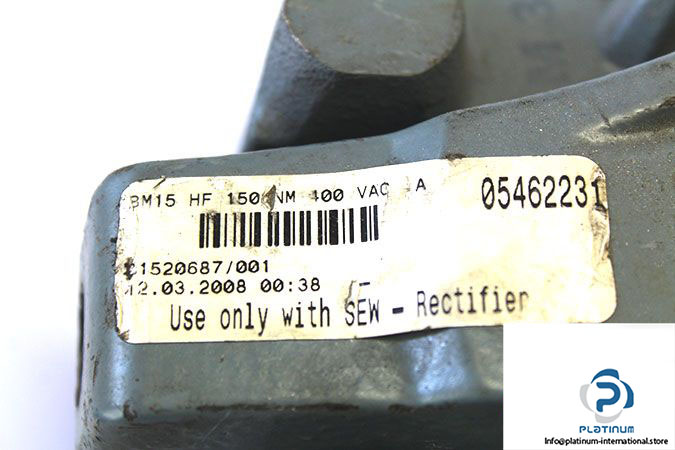 BM15 HF 150 NM 400 VAC A
05462231
1520687/001
12.03.2008 00:38
Use only with SEW - Rectifier
PLATINUM
Info@platinum-international.store